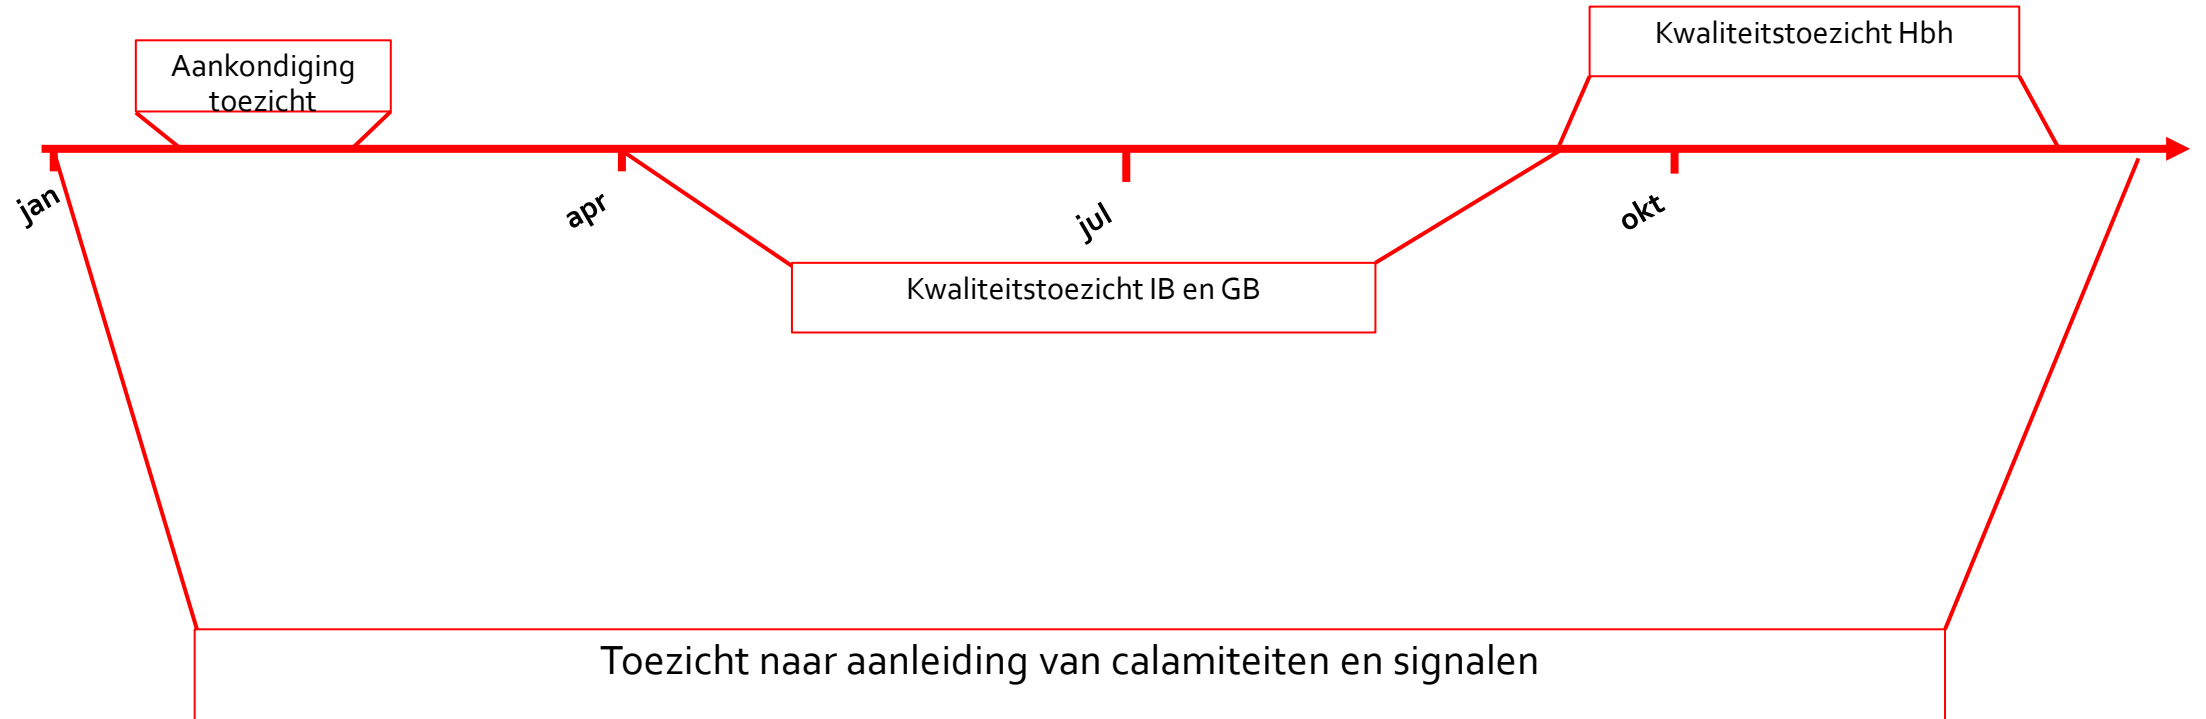 Kwaliteitstoezicht Hbh
Aankondiging
toezicht
jan
apr
jul
okt
Kwaliteitstoezicht IB en GB
Toezicht naar aanleiding van calamiteiten en signalen